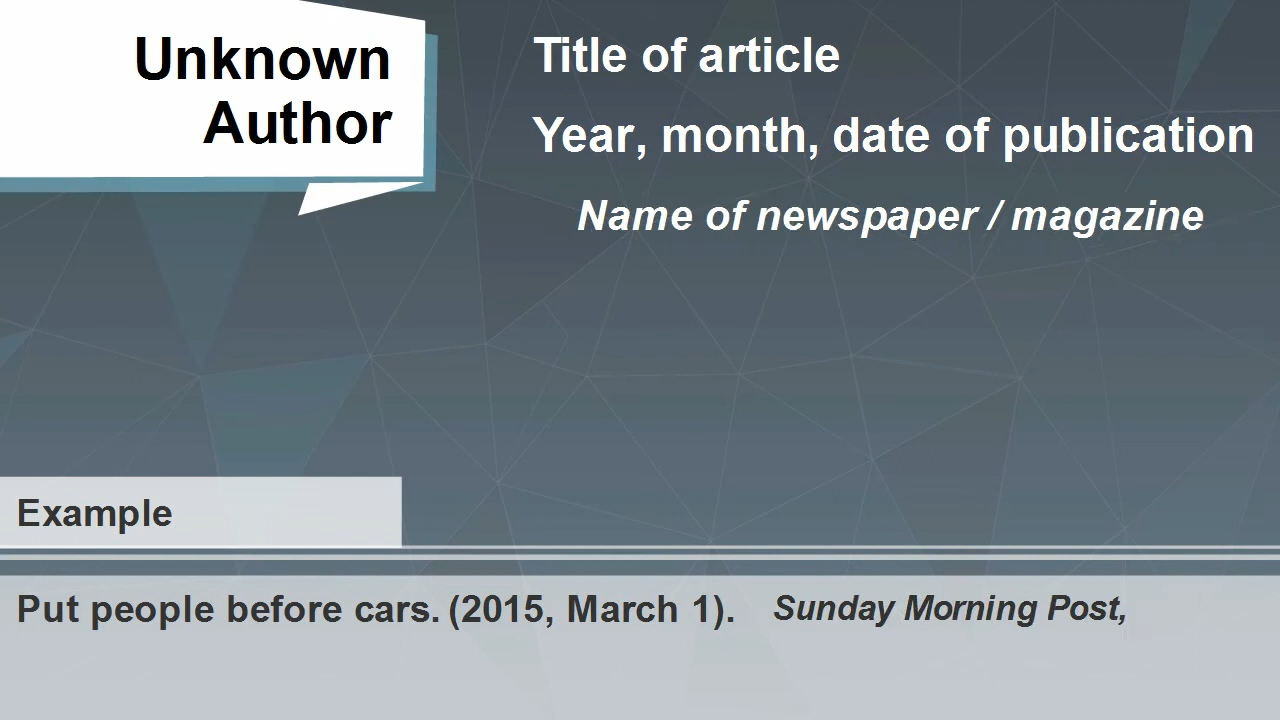 Unknown
Author
Title of article
Year, month, date of publication
Name of newspaper / magazine
Example
Put people before cars. (2015, March 1). Sunday Morning Post,